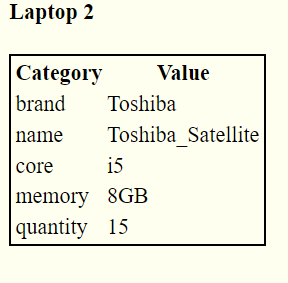 Laptop 2
Category Value
brand Toshiba
name Toshiba_Satellite
core i5
memory 8GB
quantity 15